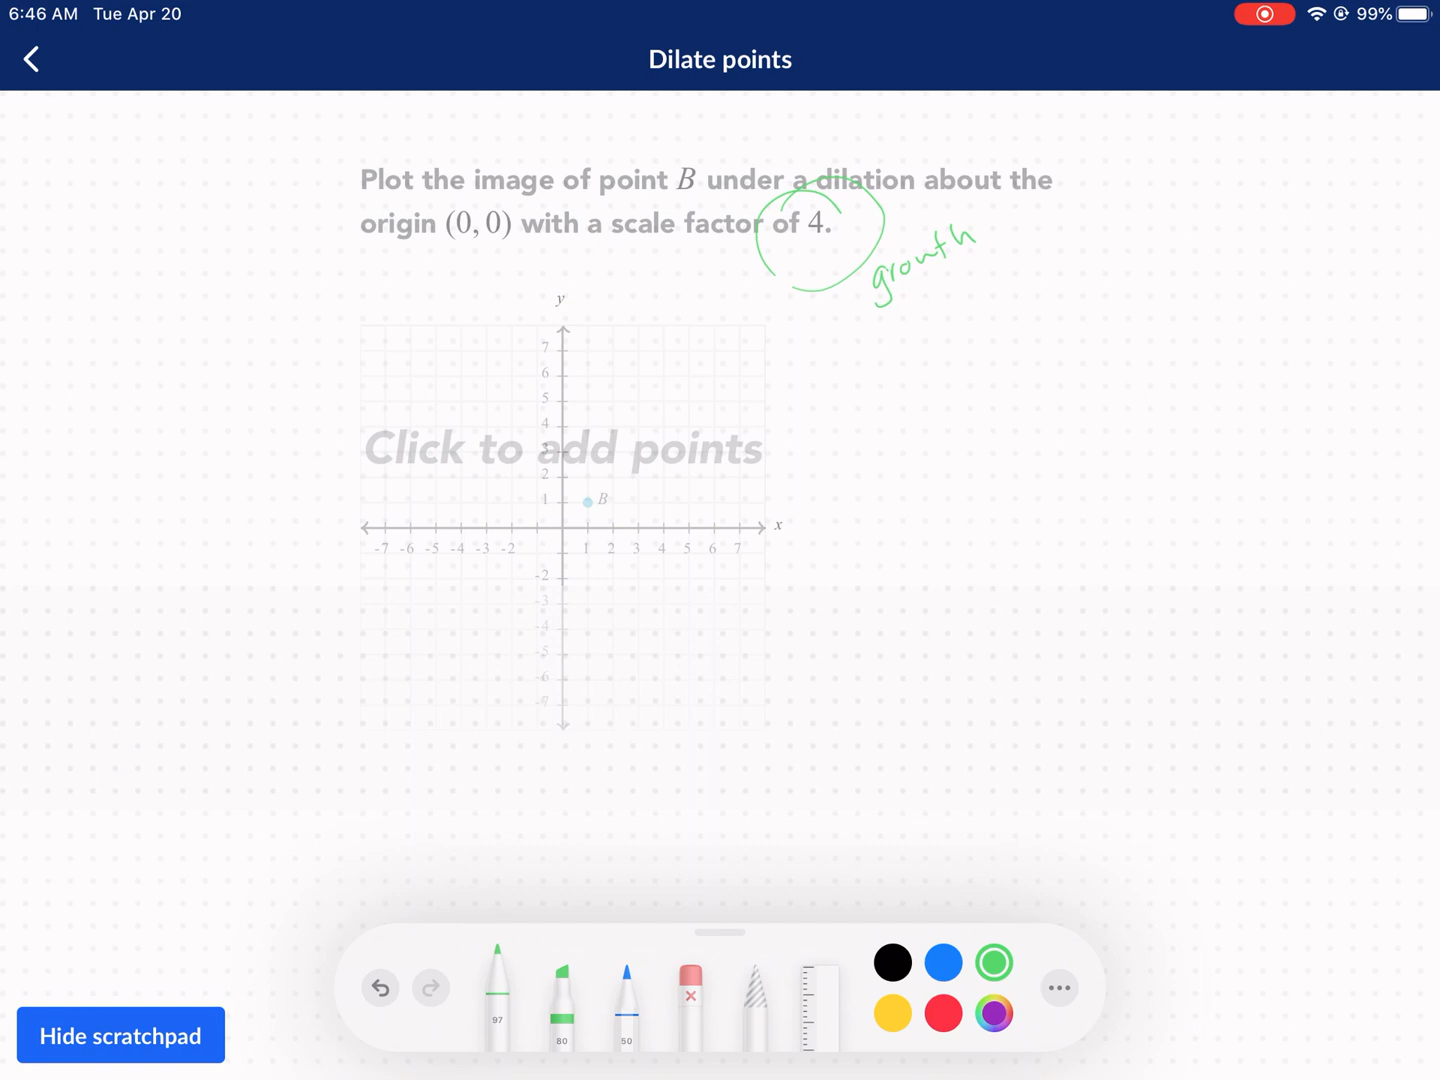 6:46 AM Tue Apr 20
99%
Dilate points
Plot the image of point B under a dilation about the
origin (0, 0) with a scale factor of 4.
growth
y
7
6
5
4
Click to add points
3
2
1 B
x
-7 -6 -5 -4 -3 -2 1 2 3 4 5 6 7
-2
-3
-4
-5
-6
-7
97
80
50
Hide scratchpad